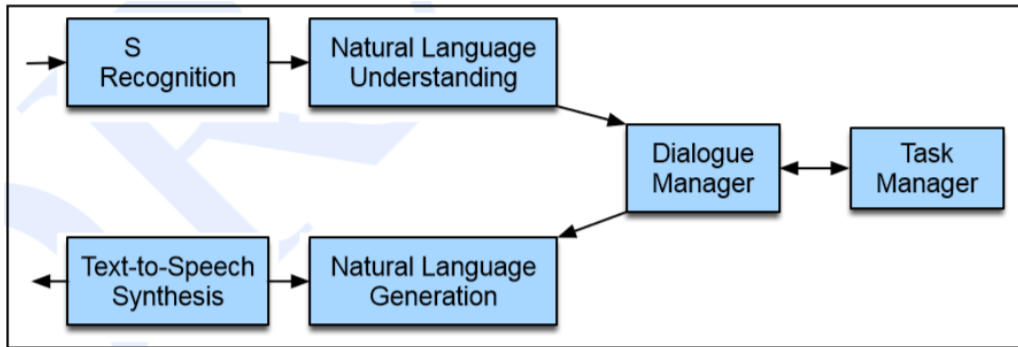 S
Recognition
Natural Language
Understanding
Dialogue
Manager
Task
Manager
Text-to-Speech
Synthesis
Natural Language
Generation